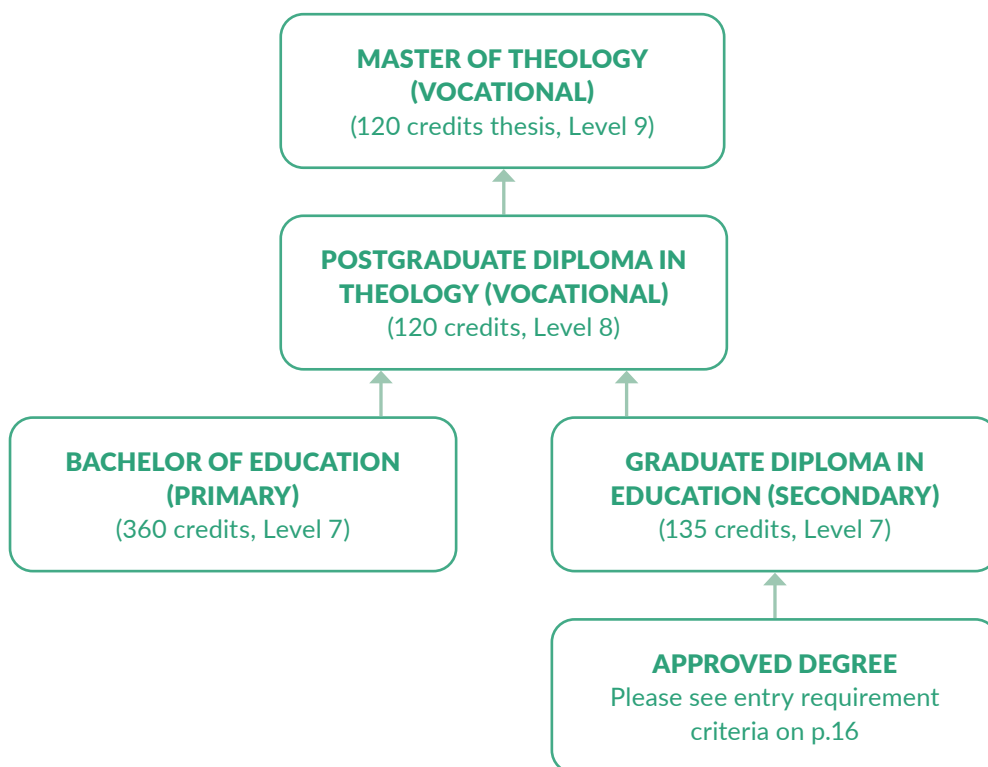 MASTER OF THEOLOGY
(VOCATIONAL)
(120 credits thesis, Level 9)
POSTGRADUATE DIPLOMA IN
THEOLOGY (VOCATIONAL)
(120 credits, Level 8)
BACHELOR OF EDUCATION
(PRIMARY)
(360 credits, Level 7)
GRADUATE DIPLOMA IN
EDUCATION (SECONDARY)
(135 credits, Level 7)
APPROVED DEGREE
Please see entry requirement
criteria on p.16